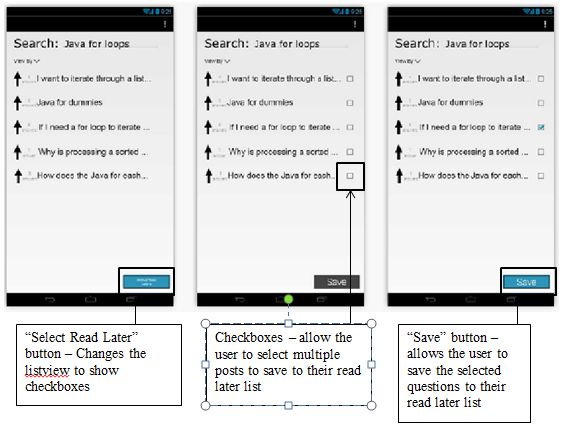 9:25
Search: Java for loops
View By
I want to iterate through a list...
Java for dummies
If I need a for loop to iterate ...
Why is processing a sorted ...
How does the Java for each...
9:25
Search: Java for loops
View By
I want to iterate through a list...
Java for dummies
If I need a for loop to iterate ...
Why is processing a sorted ...
How does the Java for each...
Save
9:25
Search: Java for loops
View By
I want to iterate through a list...
Java for dummies
If I need a for loop to iterate ...
Why is processing a sorted ...
How does the Java for each...
Save
“Select Read Later”
button – Changes the
listview to show
checkboxes
Checkboxes – allow the
user to select multiple
posts to save to their read
later list
“Save” button –
allows the user to
save the selected
questions to their
read later list